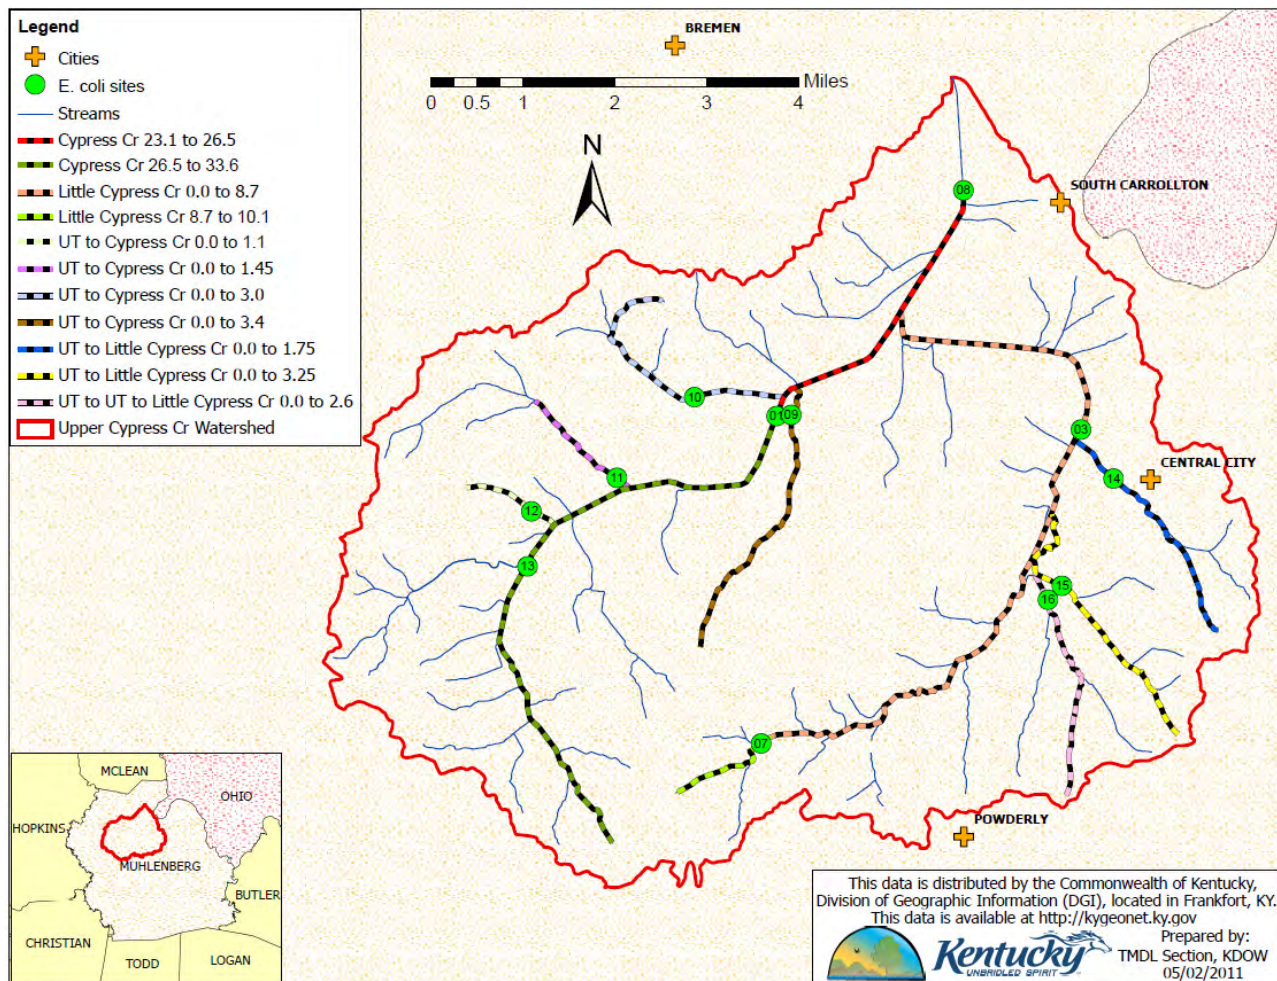 Legend
Cities
E. coli sites
Streams
Cypress Cr 23.1 to 26.5
Cypress Cr 26.5 to 33.6
Little Cypress Cr 0.0 to 8.7
Little Cypress Cr 8.7 to 10.1
UT to Cypress Cr 0.0 to 1.1
UT to Cypress Cr 0.0 to 1.45
UT to Cypress Cr 0.0 to 3.0
UT to Cypress Cr 0.0 to 3.4
UT to Little Cypress Cr 0.0 to 1.75
UT to Little Cypress Cr 0.0 to 3.25
UT to UT to Little Cypress Cr 0.0 to 2.6
Upper Cypress Cr Watershed
BREMEN
Miles
0 0.5 1 2 3 4
N
08
SOUTH CARROLLTON
10
01
09
03
CENTRAL CITY
11
14
12
13
15
16
07
POWDERLY
MCLEAN
OHIO
HOPKINS
MUHLENBERG
BUTLER
CHRISTIAN
TODD
LOGAN
This data is distributed by the Commonwealth of Kentucky,
Division of Geographic Information (DGI), located in Frankfort, KY.
This data is available at http://kygeonet.ky.gov
Kentucky
UNBRIDLED SPIRIT
Prepared by:
TMDL Section, KDOW
05/02/2011